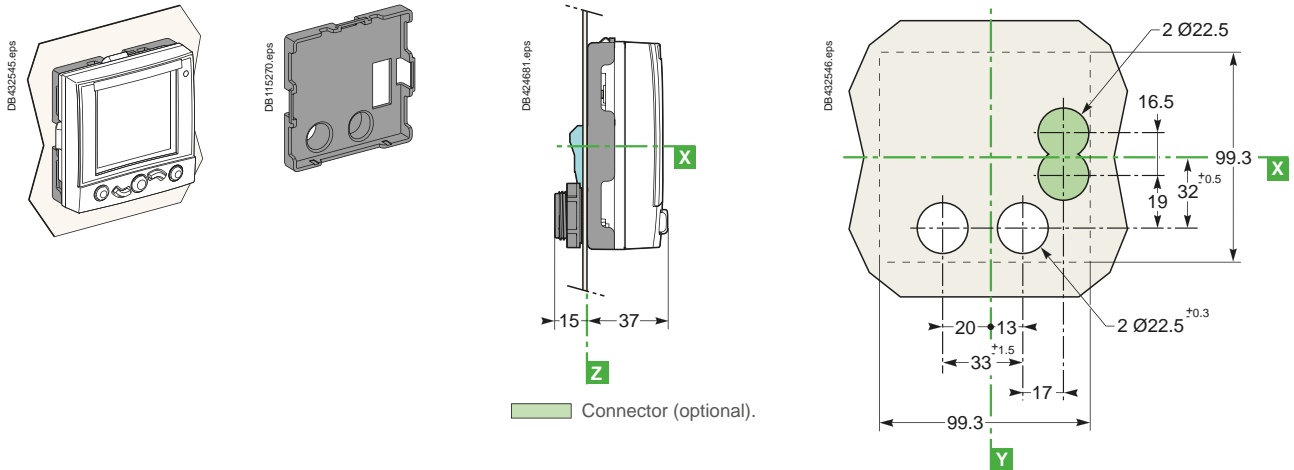 DB432545.eps
DB115270.eps
DB424681.eps
X
15
37
Z
Connector (optional).
DB432546.eps
2 Ø22.5
16.5
99.3
X
32 ±0.5
19
20
13
2 Ø22.5 ±0.3
33 ±1.5
17
99.3
Y